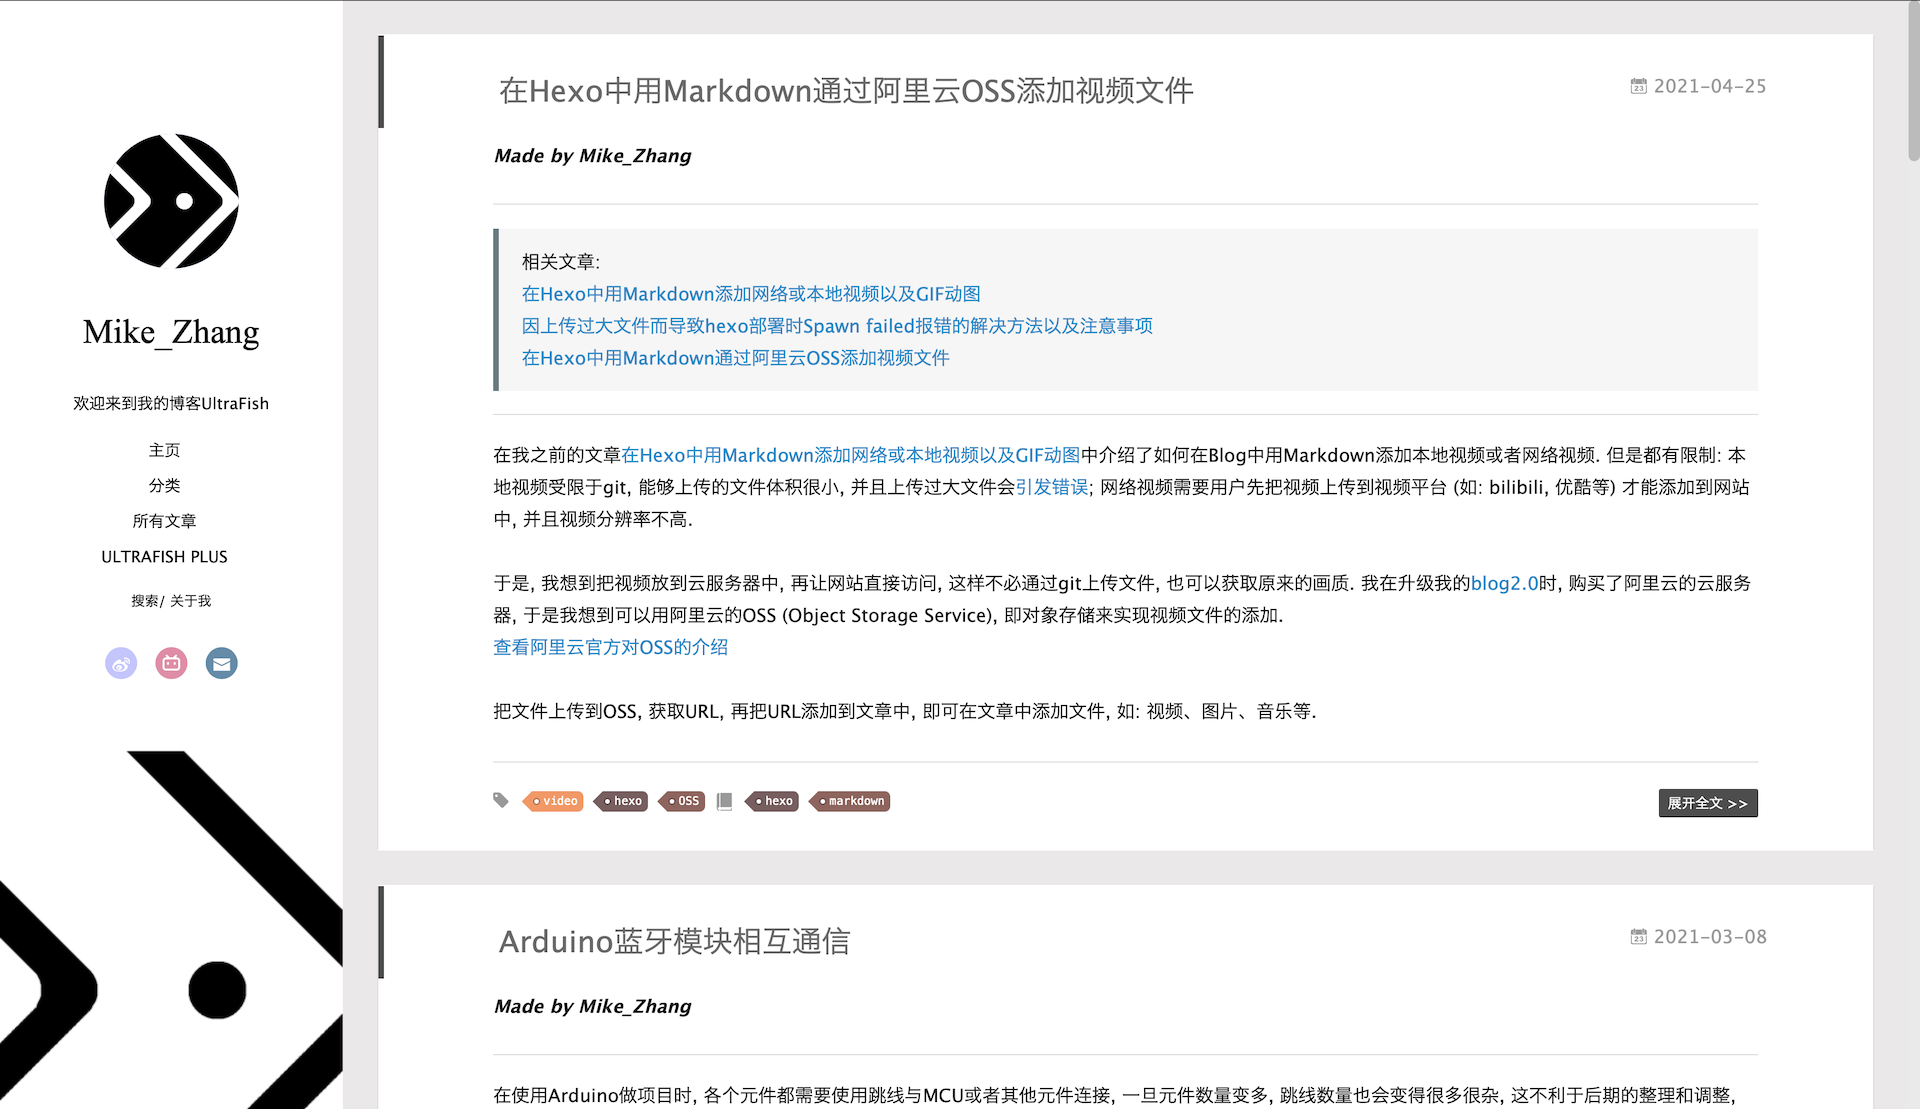 Mike_Zhang
欢迎来到我的博客UltraFish
主页
分类
所有文章
ULTRAFISH PLUS
搜索/ 关于我
在Hexo中用Markdown通过阿里云OSS添加视频文件
23 2021-04-25
Made by Mike_Zhang
相关文章:
在Hexo中用Markdown添加网络或本地视频以及GIF动图
因上传过大文件而导致hexo部署时Spawn failed报错的解决方法以及注意事项
在Hexo中用Markdown通过阿里云OSS添加视频文件
在我之前的文章在Hexo中用Markdown添加网络或本地视频以及GIF动图中介绍了如何在Blog中用Markdown添加本地视频或者网络视频. 但是都有限制: 本
地视频受限于git, 能够上传的文件体积很小, 并且上传过大文件会引发错误; 网络视频需要用户先把视频上传到视频平台 (如: bilibili, 优酷等) 才能添加到网站
中, 并且视频分辨率不高.
于是, 我想到把视频放到云服务器中, 再让网站直接访问, 这样不必通过git上传文件, 也可以获取原来的画质. 我在升级我的blog2.0时, 购买了阿里云的云服务
器, 于是我想到可以用阿里云的OSS (Object Storage Service), 即对象存储来实现视频文件的添加.
查看阿里云官方对OSS的介绍
把文件上传到OSS, 获取URL, 再把URL添加到文章中, 即可在文章中添加文件, 如: 视频、图片、音乐等.
video hexo OSS hexo markdown
展开全文 >>
Arduino蓝牙模块相互通信
23 2021-03-08
Made by Mike_Zhang
在使用Arduino做项目时, 各个元件都需要使用跳线与MCU或者其他元件连接, 一旦元件数量变多, 跳线数量也会变得很多很杂, 这不利于后期的整理和调整,